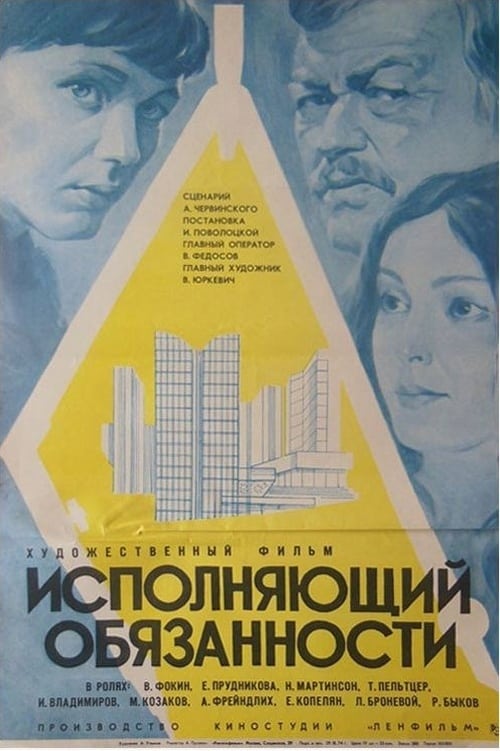 СЦЕНАРИЙ
А. ЧЕРВИНСКОГО
ПОСТАНОВКА
И. ПОВОЛОЦКОЙ
ГЛАВНЫЙ ОПЕРАТОР
В. ФЕДОСОВ
ГЛАВНЫЙ ХУДОЖНИК
В. ЮРКЕВИЧ
ХУДОЖЕСТВЕННЫЙ ФИЛЬМ
ИСПОЛНЯЮЩИЙ
ОБЯЗАННОСТИ
В РОЛЯХ: В. ФОКИН, Е. ПРУДНИКОВА, Н. МАРТИНСОН, Т. ПЕЛЬТЦЕР,
И. ВЛАДИМИРОВ, М. КОЗАКОВ, А. ФРЕЙНДЛИХ, Е. КОПЕЛЯН, Л. БРОНЕВОЙ, Р. БЫКОВ
ПРОИЗВОДСТВО КИНОСТУДИИ „ЛЕНФИЛЬМ"